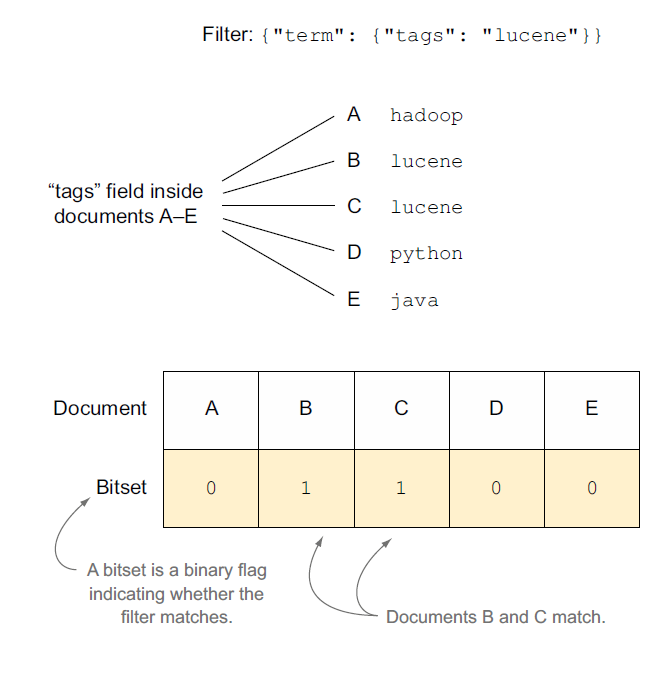 Filter: {"term": {"tags": "lucene"}}
A hadoop
B lucene
“tags” field inside
documents A–E
C lucene
D python
E java
Document A B C D E
Bitset 0 1 1 0 0
A bitset is a binary flag
indicating whether the
filter matches.
Documents B and C match.